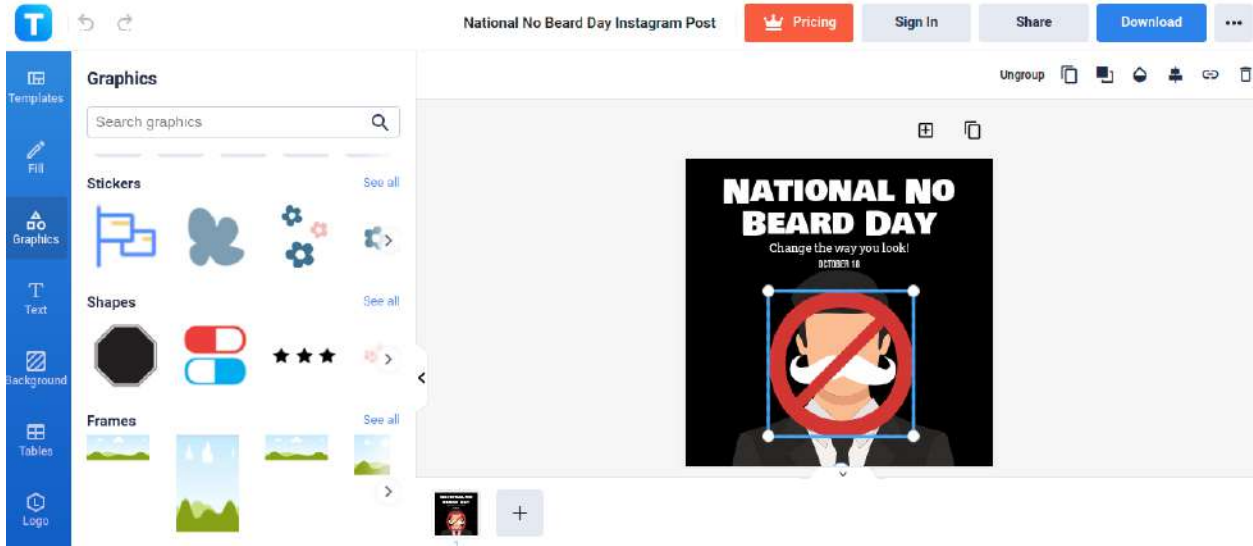 T
National No Beard Day Instagram Post
Pricing
Sign In
Share
Download
Templates
Fill
Graphics
Text
Background
Tables
Logo
Graphics
Search graphics
Stickers
See all
Shapes
See all
Frames
See all
Ungroup
NATIONAL NO
BEARD DAY
Change the way you look!
OCTOBER 18
+
1